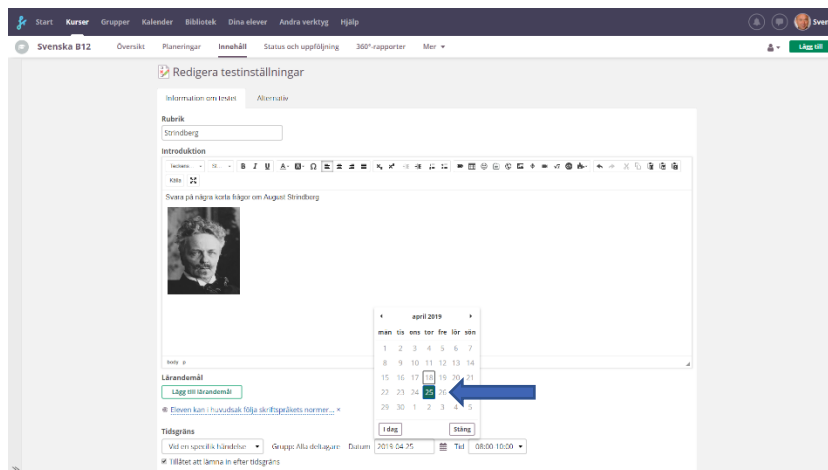 Start Kurser Grupper Kalender Bibliotek Dina elever Andra verktyg Hjälp Sven
Svenska B12 Översikt Planeringar Innehåll Status och uppföljning 360°-rapporter Mer Lägg till
Redigera testinställningar
Information om testet Alternativ
Rubrik
Strindberg
Introduktion
Tecken... St... B I U A Ω
Källa
Svara på några korta frågor om August Strindberg
april 2019
mån tis ons tor fre lör sön
1 2 3 4 5 6 7
8 9 10 11 12 13 14
15 16 17 18 19 20 21
22 23 24 25 26
29 30 1 2 3 4 5
I dag Stäng
body p
Lärandemål
Lägg till lärandemål
Eleven kan i huvudsak följa skriftspråkets normer... ×
Tidsgräns
Vid en specifik händelse Grupp: Alla deltagare Datum 2019-04-25 Tid 08:00-10:00
Tillåtet att lämna in efter tidsgräns